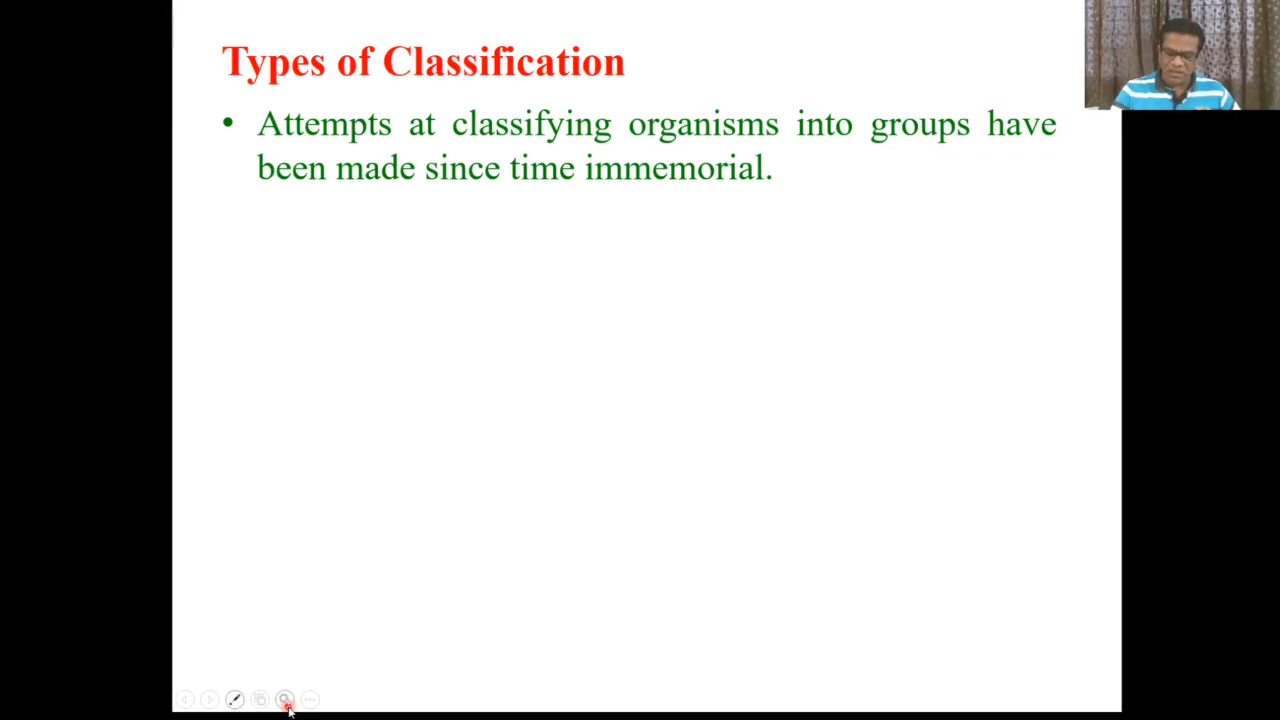 Types of Classification
• Attempts at classifying organisms into groups have
been made since time immemorial.